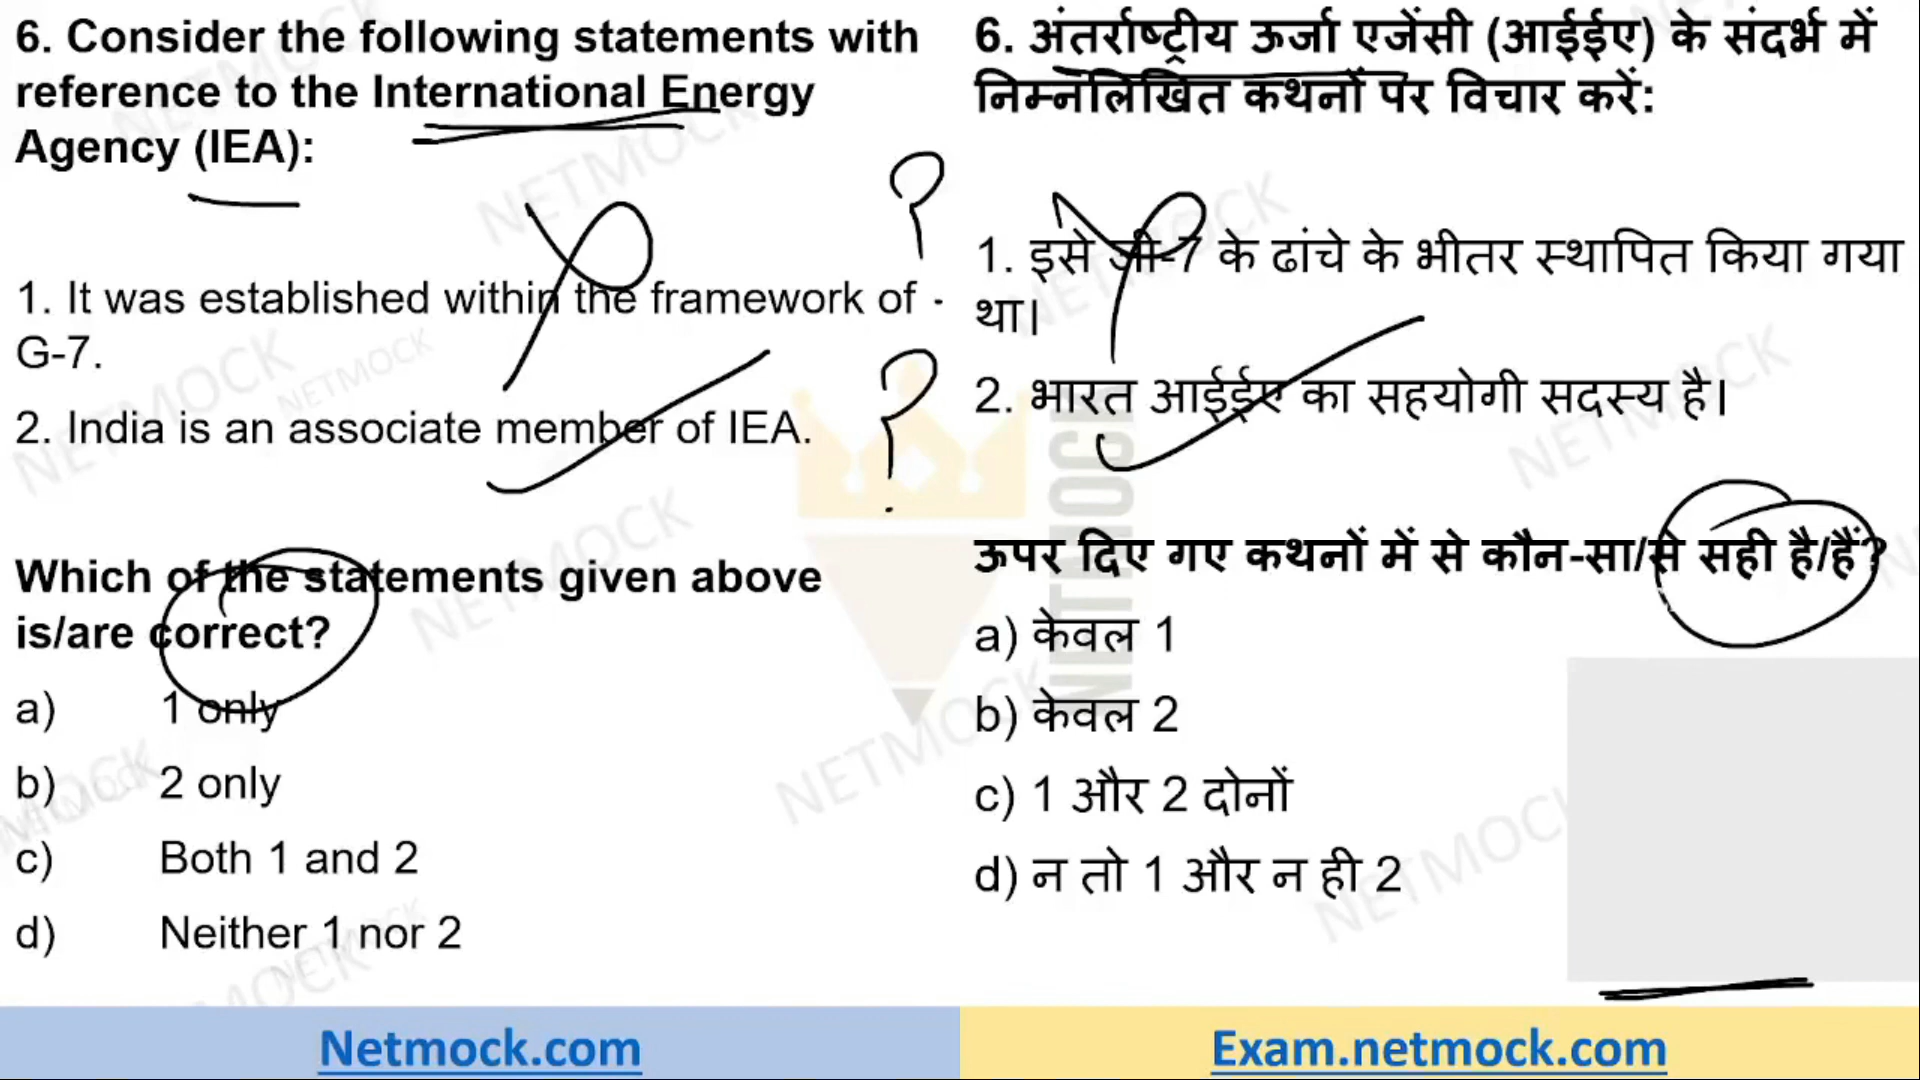 6. Consider the following statements with
reference to the International Energy
Agency (IEA):
1. It was established within the framework of -
G-7.
2. India is an associate member of IEA.
Which of the statements given above
is/are correct?
a) 1 only
b) 2 only
c) Both 1 and 2
d) Neither 1 nor 2
6. अंतर्राष्ट्रीय ऊर्जा एजेंसी (आईईए) के संदर्भ में
निम्नलिखित कथनों पर विचार करें:
1. इसे जी-7 के ढांचे के भीतर स्थापित किया गया
था।
2. भारत आईईए का सहयोगी सदस्य है।
ऊपर दिए गए कथनों में से कौन-सा/से सही है/हैं?
a) केवल 1
b) केवल 2
c) 1 और 2 दोनों
d) न तो 1 और न ही 2
NETMOCK
Netmock.com
Exam.netmock.com